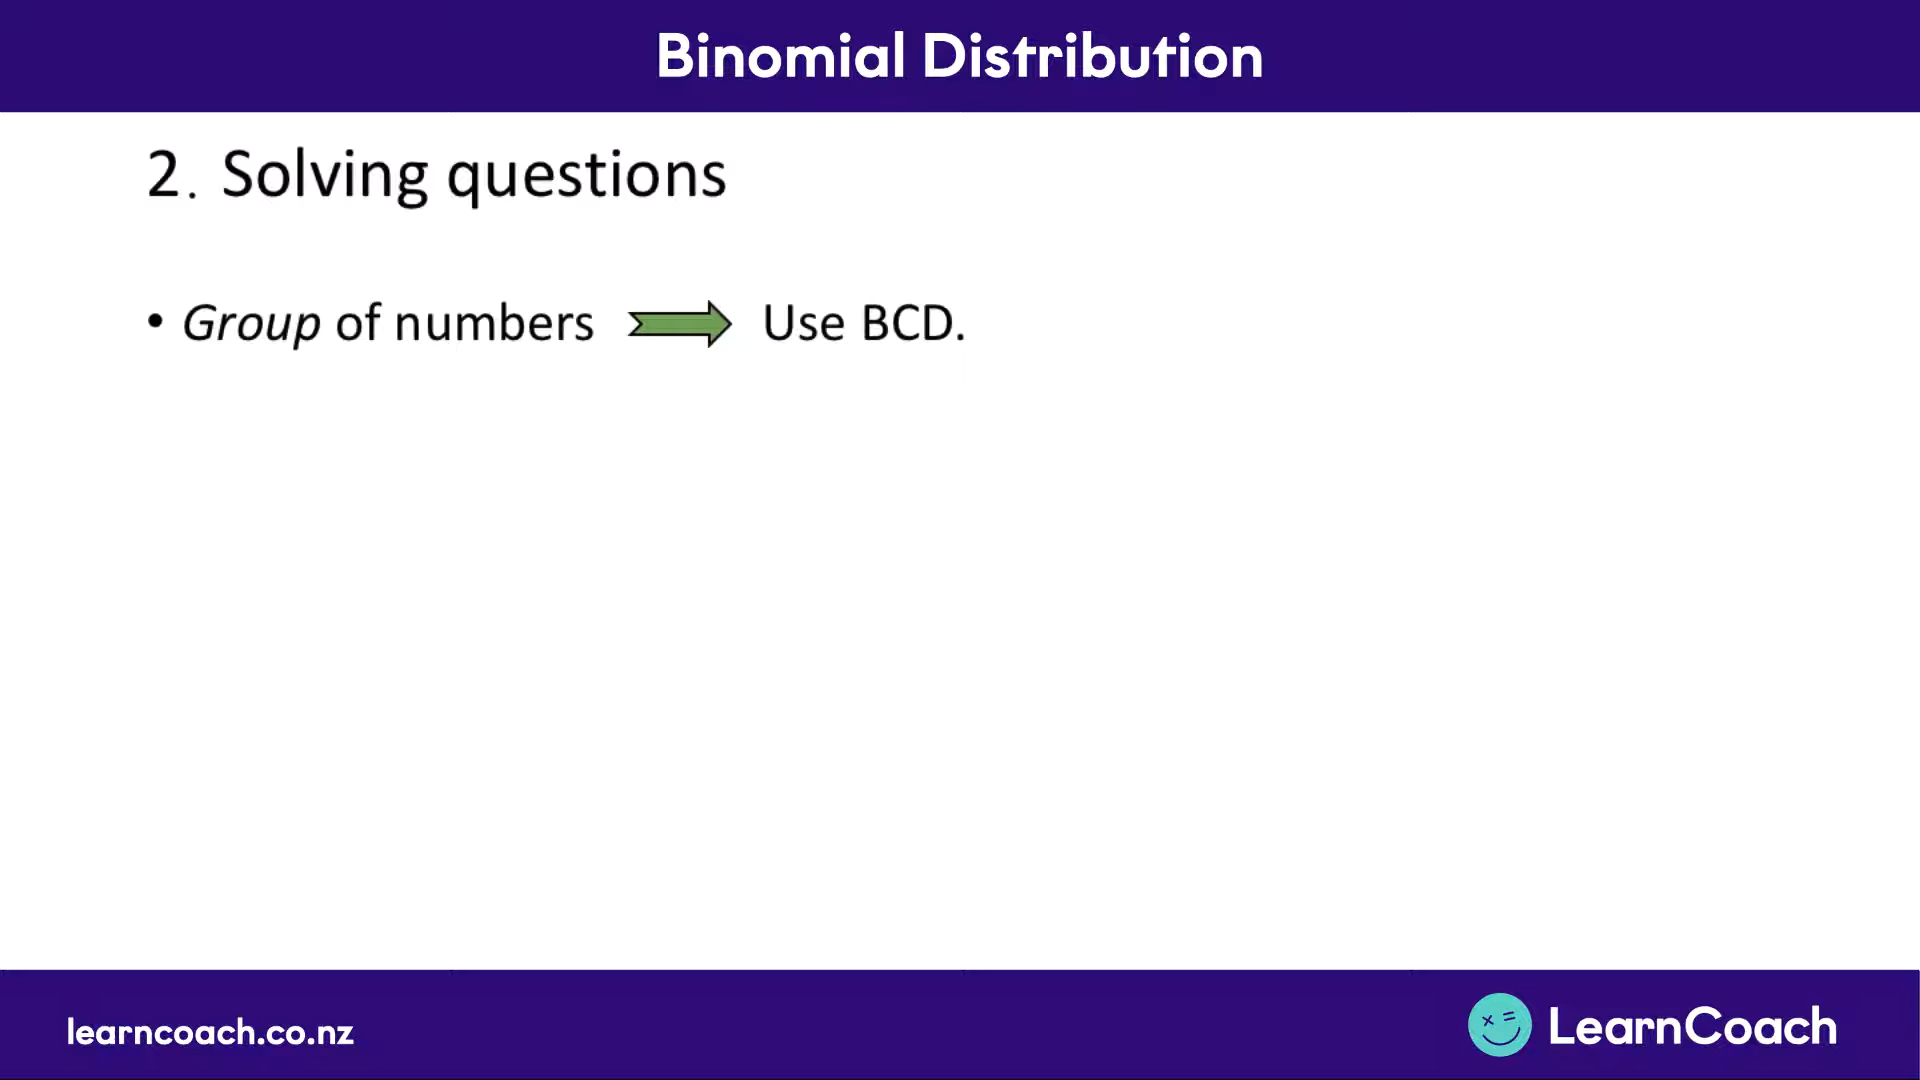 Binomial Distribution
2. Solving questions
• Group of numbers Use BCD.
learncoach.co.nz
LearnCoach